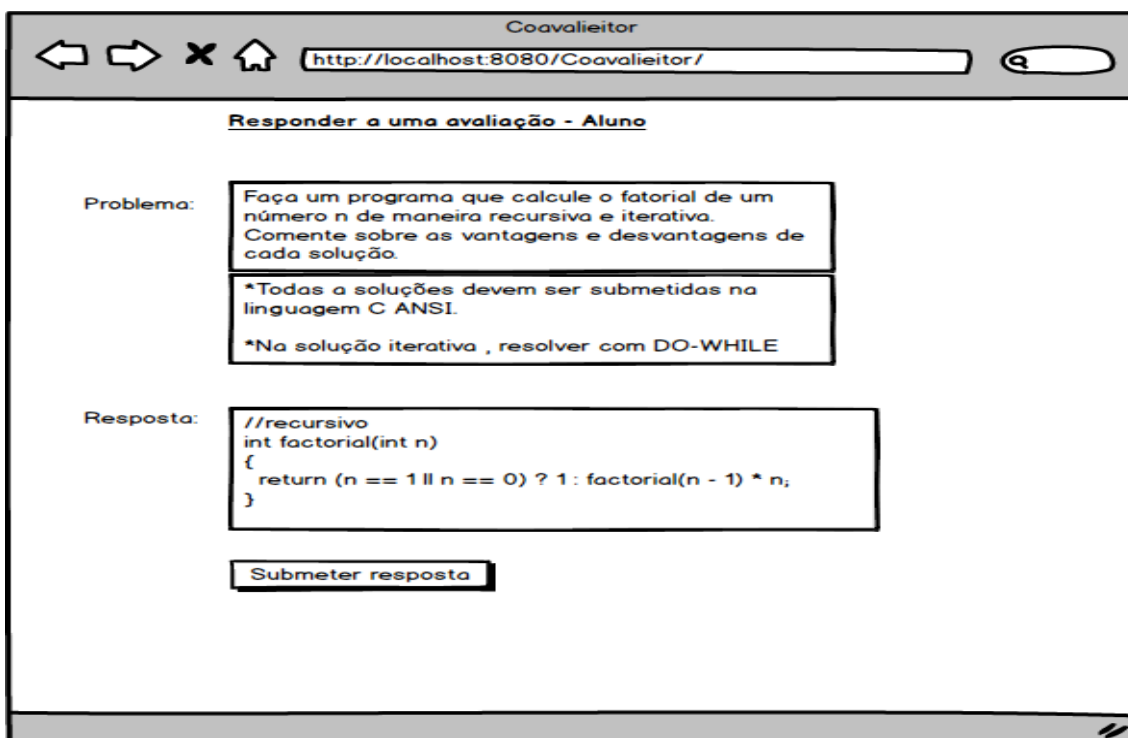 Coavalieitor
http://localhost:8080/Coavalieitor/
Responder a uma avaliação - Aluno
Problema:
Faça um programa que calcule o fatorial de um
número n de maneira recursiva e iterativa.
Comente sobre as vantagens e desvantagens de
cada solução.
*Todas a soluções devem ser submetidas na
linguagem C ANSI.
*Na solução iterativa , resolver com DO-WHILE
Resposta:
//recursivo
int factorial(int n)
{
return (n == 1 || n == 0) ? 1 : factorial(n - 1) * n;
}
Submeter resposta